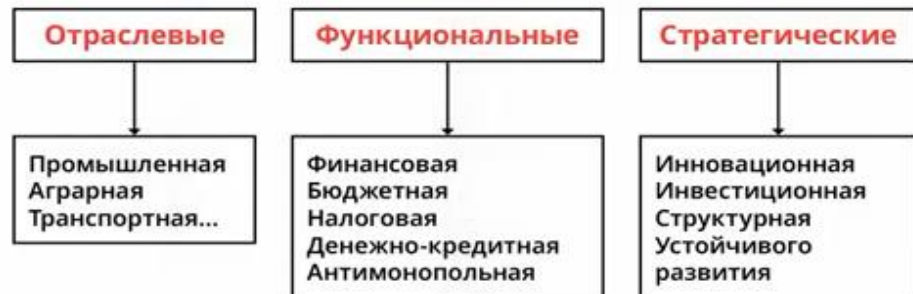 Отраслевые
Промышленная
Аграрная
Транспортная...
Функциональные
Финансовая
Бюджетная
Налоговая
Денежно-кредитная
Антимонопольная
Стратегические
Инновационная
Инвестиционная
Структурная
Устойчивого
развития